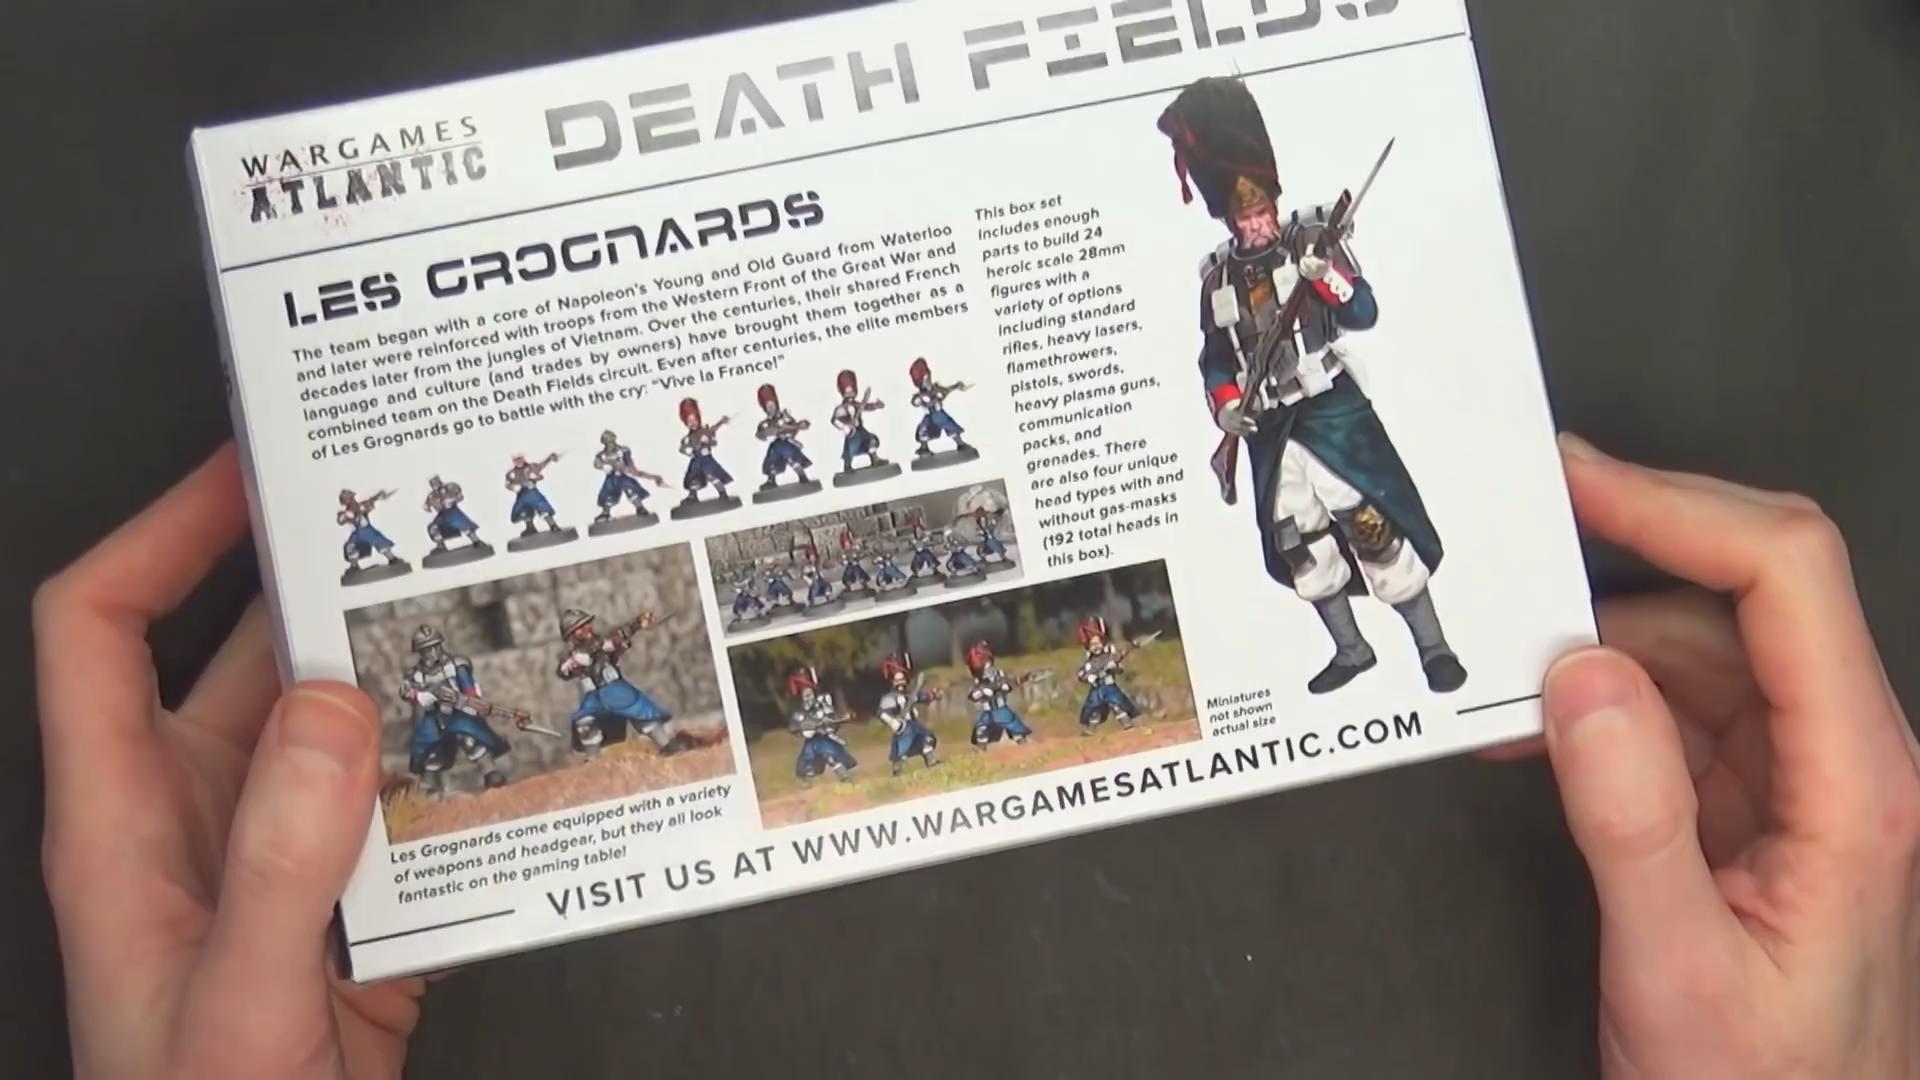 DEATH FIELDS
WARGAMES
ATLANTIC
LES GROGNARDS
The team began with a core of Napoleon's Young and Old Guard from Waterloo
and later were reinforced with troops from the Western Front of the Great War and
decades later from the jungles of Vietnam. Over the centuries, their shared French
language and culture (and trades by owners) have brought them together as a
combined team on the Death Fields circuit. Even after centuries, the elite members
of Les Grognards go to battle with the cry: "Vive la France!"
This box set
includes enough
parts to build 24
heroic scale 28mm
figures with a
variety of options
including standard
rifles, heavy lasers,
flamethrowers,
pistols, swords,
heavy plasma guns,
communication
packs, and
grenades. There
are also four unique
head types with and
without gas-masks
(192 total heads in
this box).
Les Grognards come equipped with a variety
of weapons and headgear, but they all look
fantastic on the gaming table!
Miniatures
not shown
actual size
VISIT US AT WWW.WARGAMESATLANTIC.COM